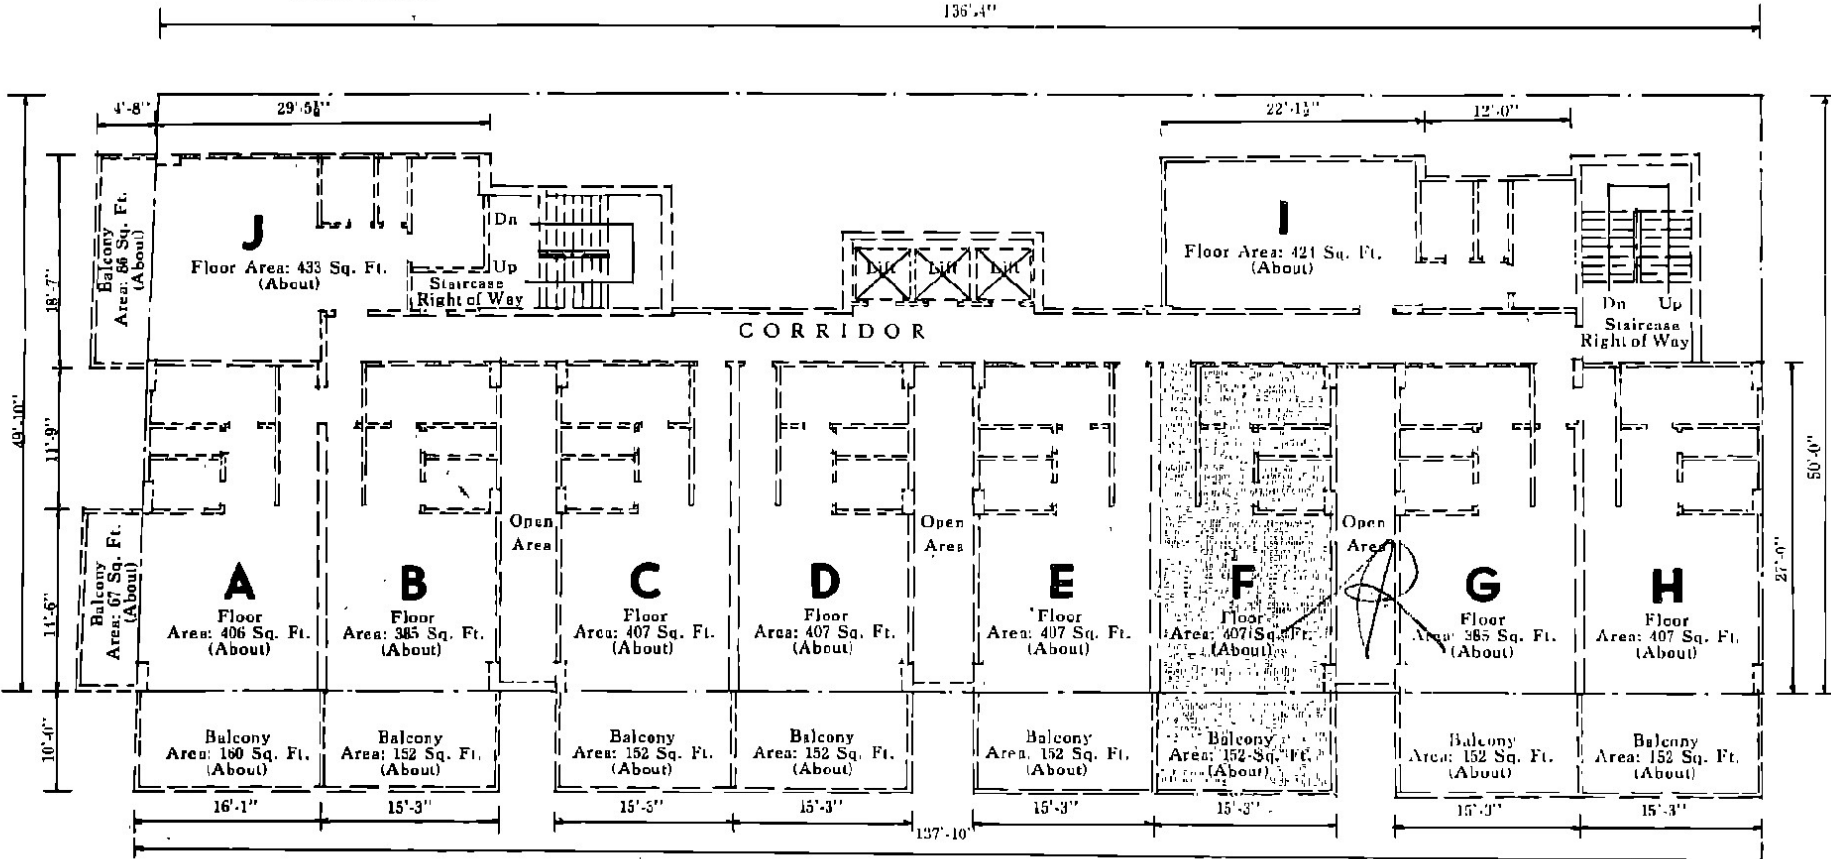 136'-4"
4'-8"
29'-5½"
22'-1½"
12'-0"
49'-10"
18'-7"
11'-9"
14'-6"
10'-0"
50'-0"
27'-0"
Balcony
Area: 86 Sq. Ft.
(About)
J
Floor Area: 433 Sq. Ft.
(About)
Dn
Up
Staircase
Right of Way
Lift
Lift
Lift
I
Floor Area: 421 Sq. Ft.
(About)
Dn Up
Staircase
Right of Way
CORRIDOR
Open
Area
Open
Area
Open
Area
Balcony
Area: 67 Sq. Ft.
(About)
A
Floor
Area: 406 Sq. Ft.
(About)
B
Floor
Area: 385 Sq. Ft.
(About)
C
Floor
Area: 407 Sq. Ft.
(About)
D
Floor
Area: 407 Sq. Ft.
(About)
E
Floor
Area: 407 Sq. Ft.
(About)
F
Floor
Area: 407 Sq. Ft.
(About)
G
Floor
Area: 385 Sq. Ft.
(About)
H
Floor
Area: 407 Sq. Ft.
(About)
Balcony
Area: 160 Sq. Ft.
(About)
Balcony
Area: 152 Sq. Ft.
(About)
Balcony
Area: 152 Sq. Ft.
(About)
Balcony
Area: 152 Sq. Ft.
(About)
Balcony
Area: 152 Sq. Ft.
(About)
Balcony
Area: 152 Sq. Ft.
(About)
Balcony
Area: 152 Sq. Ft.
(About)
Balcony
Area: 152 Sq. Ft.
(About)
16'-1"
15'-3"
15'-3"
15'-3"
15'-3"
15'-3"
15'-3"
15'-3"
137'-10"